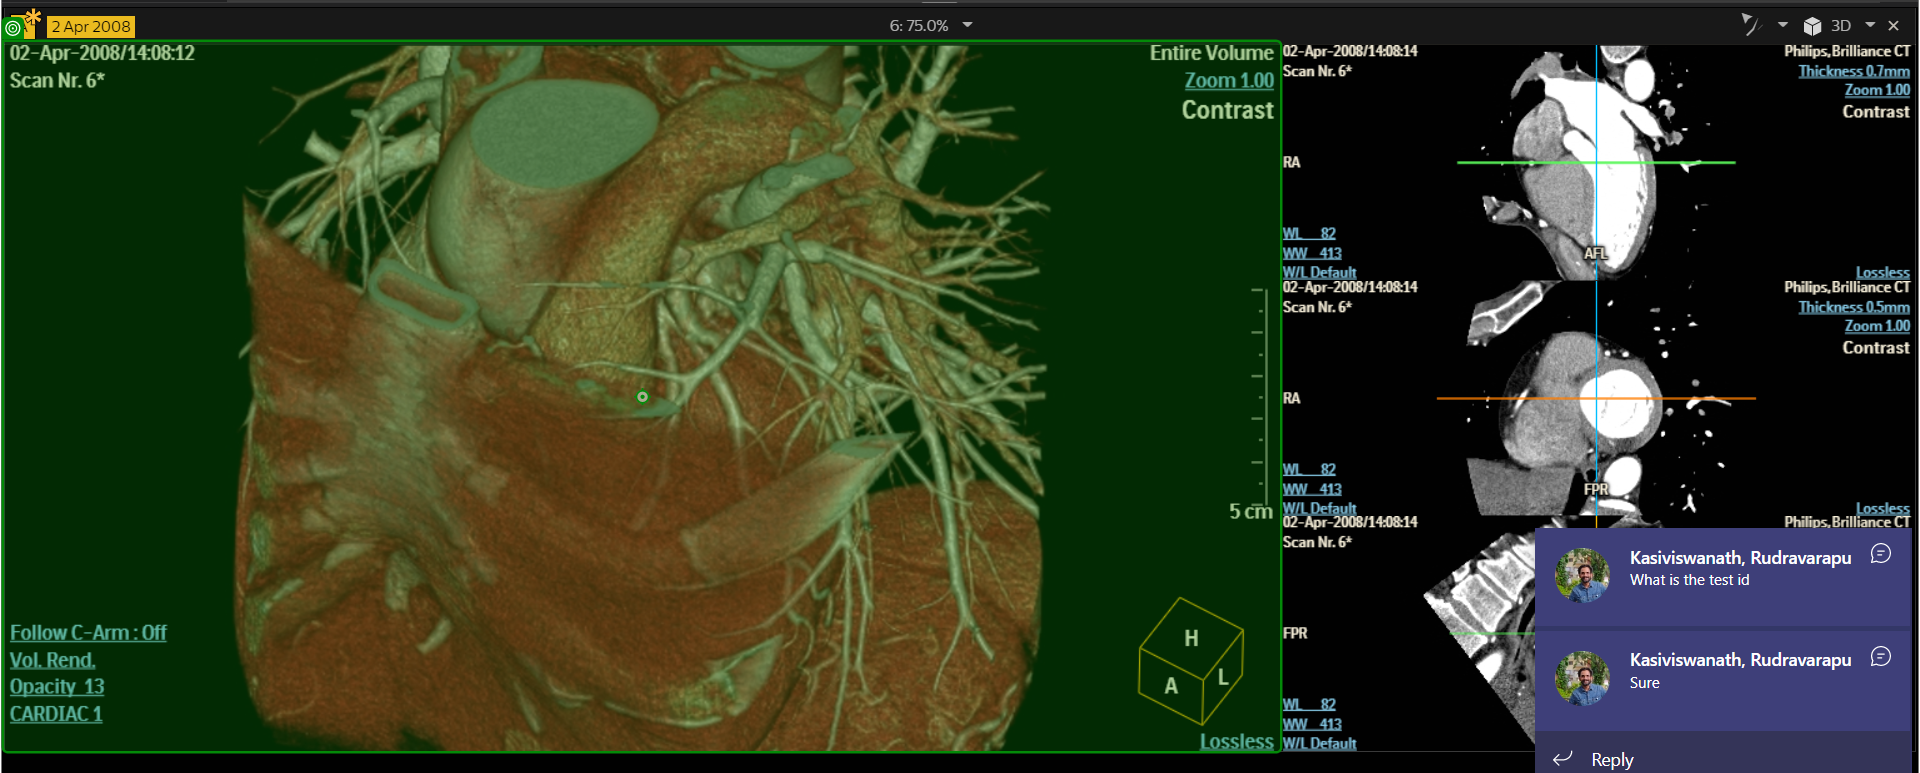 2 Apr 2008
6: 75.0%
3D
02-Apr-2008/14:08:12
Scan Nr. 6*
Entire Volume
Zoom 1.00
Contrast
5 cm
Follow C-Arm : Off
Vol. Rend.
Opacity 13
CARDIAC 1
H
A
L
Lossless
02-Apr-2008/14:08:14
Scan Nr. 6*
Philips,Brilliance CT
Thickness 0.7mm
Zoom 1.00
Contrast
RA
WL 82
WW 413
W/L Default
AFL
Lossless
02-Apr-2008/14:08:14
Scan Nr. 6*
Philips,Brilliance CT
Thickness 0.5mm
Zoom 1.00
Contrast
RA
WL 82
WW 413
W/L Default
FPR
Lossless
02-Apr-2008/14:08:14
Scan Nr. 6*
Philips,Brilliance CT
FPR
WL 82
WW 413
W/L Default
Kasiviswanath, Rudravarapu
What is the test id
Kasiviswanath, Rudravarapu
Sure
Reply